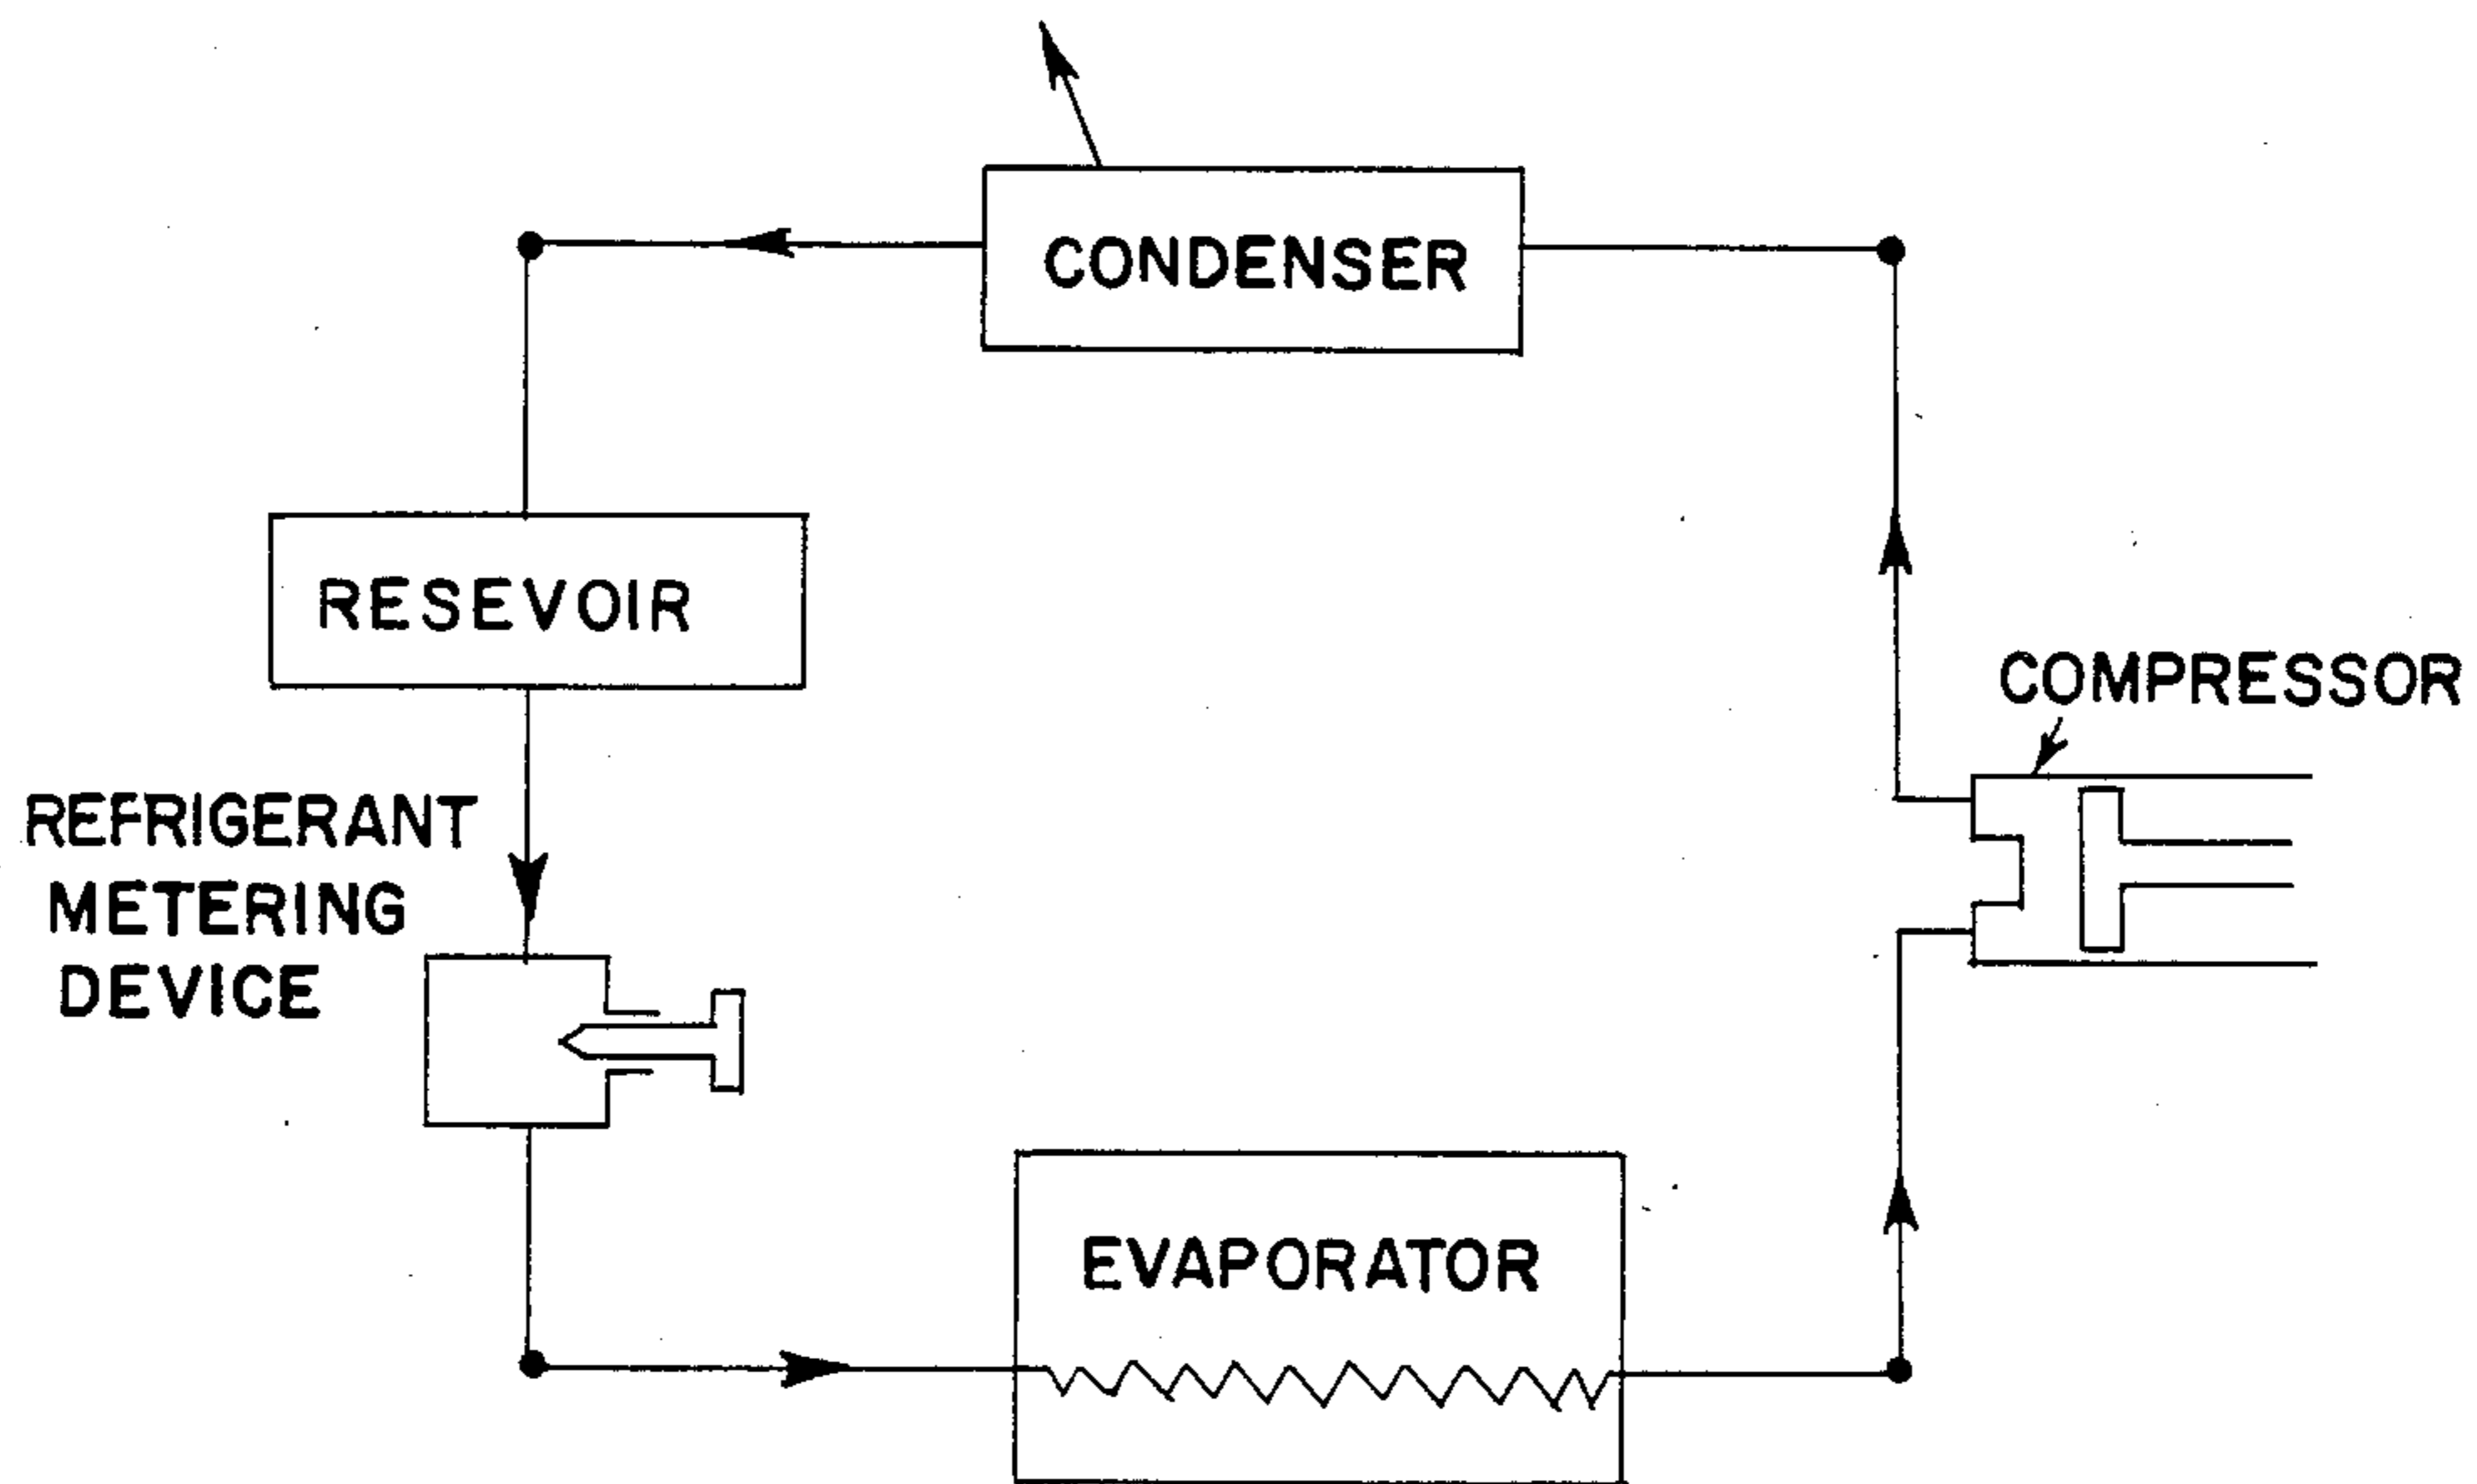 CONDENSER
RESEVOIR
COMPRESSOR
REFRIGERANT
METERING
DEVICE
EVAPORATOR